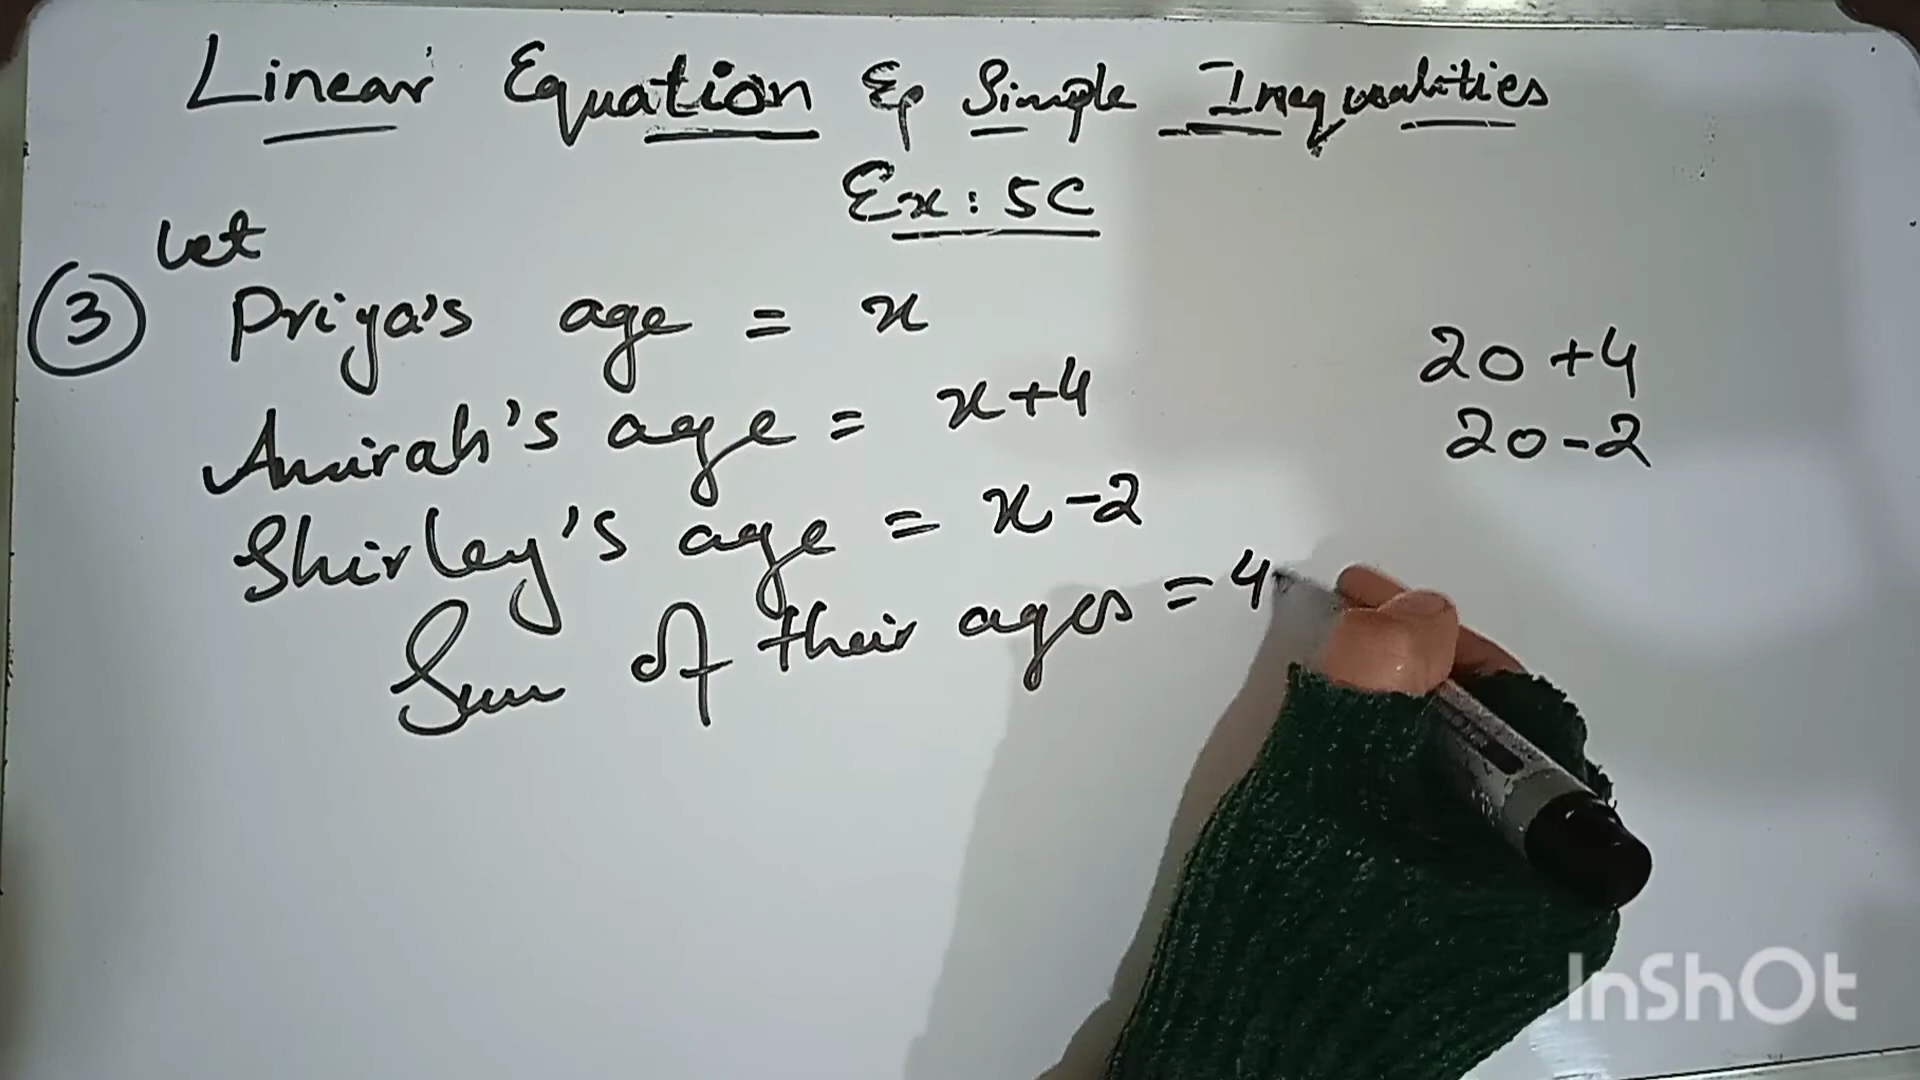 Linear Equation & Simple Inequalities
Ex: 5C
Let
③ Priya's age = x
Amirah's age = x+4
Shirley's age = x-2
Sum of their ages = 4
20 +4
20-2
InShOt